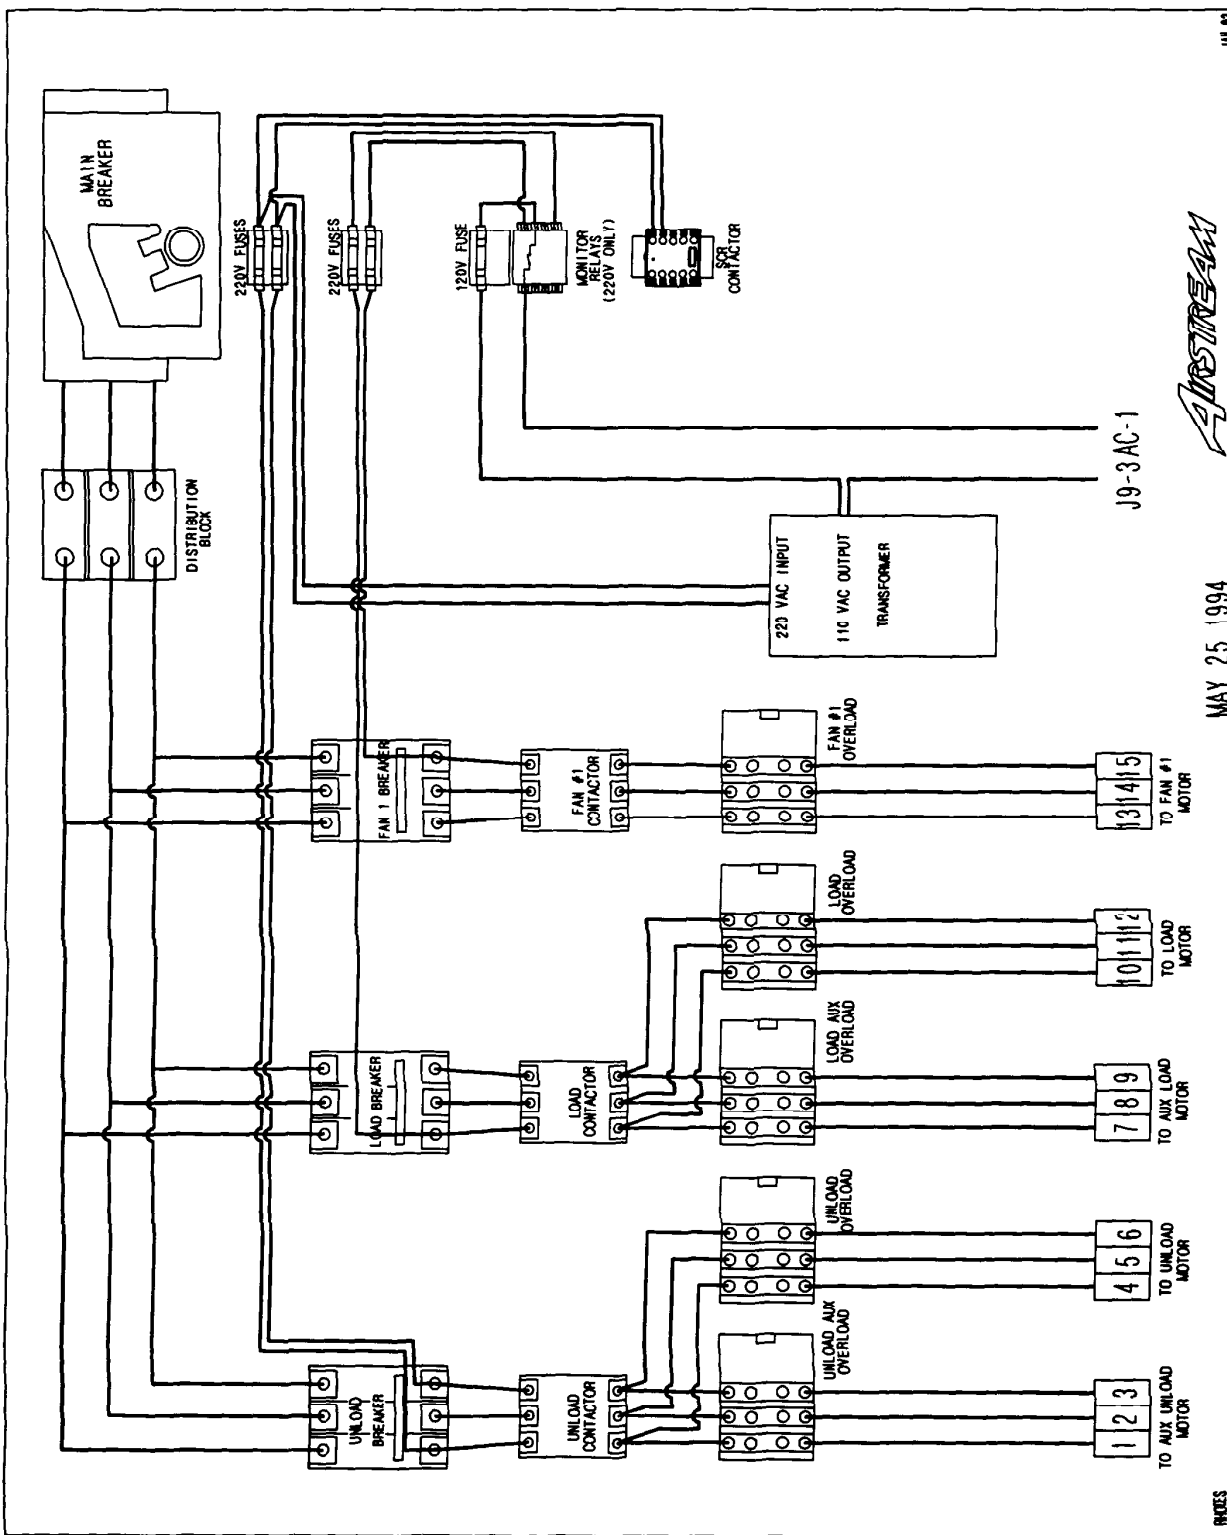 MAIN
BREAKER
220V FUSES
220V FUSES
120V FUSE
MONITOR
RELAYS
(220V ONLY)
SCR
CONTACTOR
DISTRIBUTION
BLOCK
J9-3 AC-1
220 VAC INPUT
110 VAC OUTPUT
TRANSFORMER
FAN 1 BREAKER
FAN #1
CONTACTOR
FAN #1
OVERLOAD
13 14 15
TO FAN #1
MOTOR
LOAD
OVERLOAD
10 11 12
TO LOAD
MOTOR
LOAD BREAKER
LOAD
CONTACTOR
LOAD AUX
OVERLOAD
7 8 9
TO AUX LOAD
MOTOR
UNLOAD
OVERLOAD
4 5 6
TO UNLOAD
MOTOR
UNLOAD
BREAKER
UNLOAD
CONTACTOR
UNLOAD AUX
OVERLOAD
1 2 3
TO AUX UNLOAD
MOTOR
AIRSTREAM
MAY 25 1994